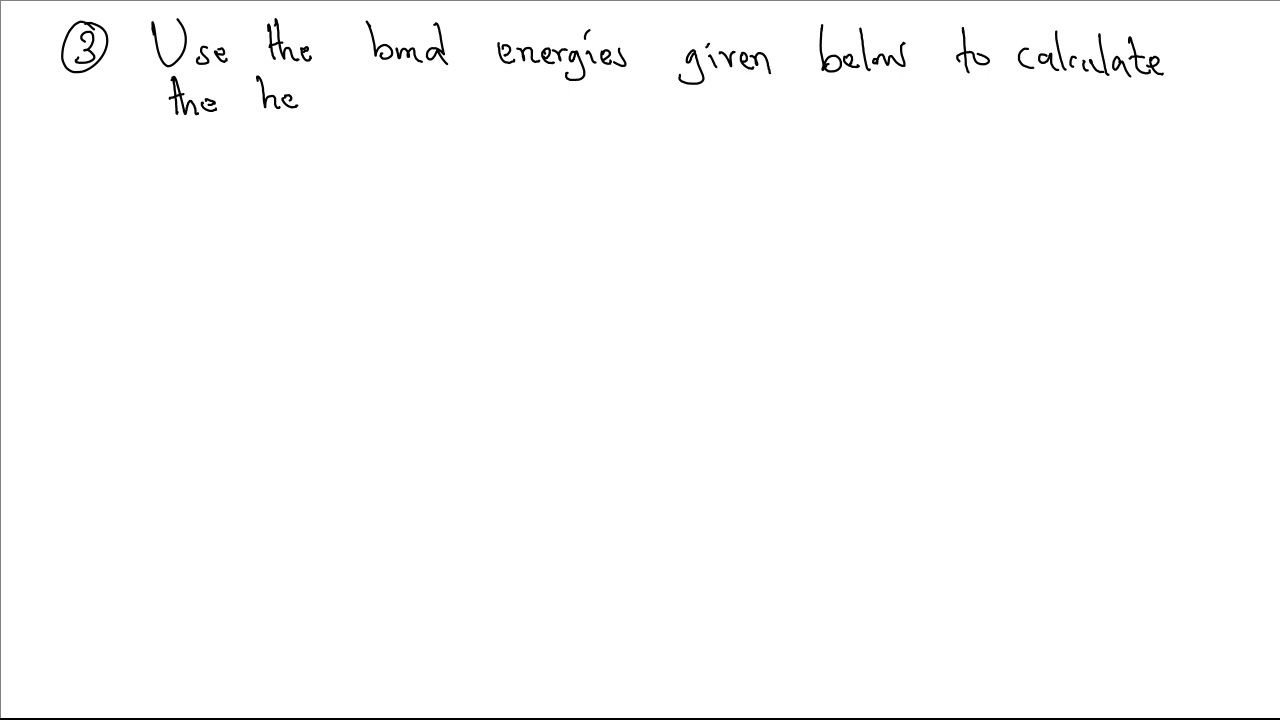 ③ Use the bond energies given below to calculate
the he